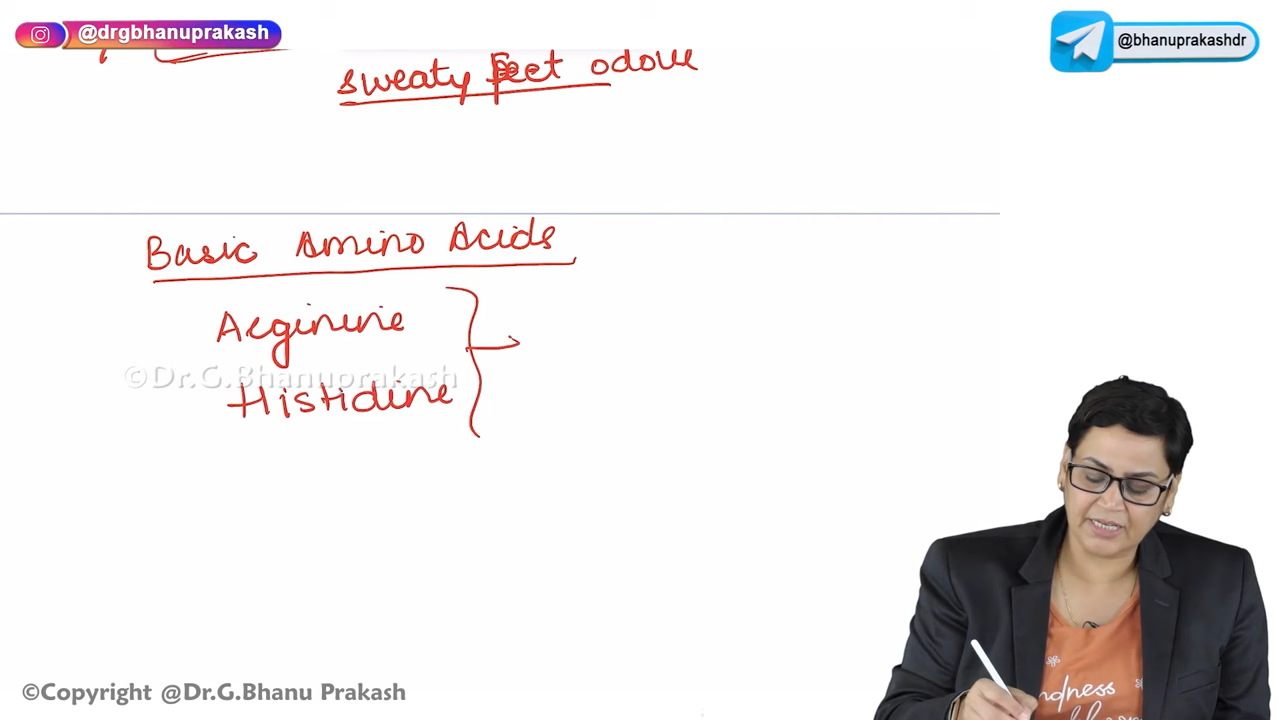 @drgbhanuprakash
@bhanuprakashdr
sweaty feet odour
Basic Amino Acids
Arginine
©Dr.G.Bhanuprakash
Histidine
©Copyright @Dr.G.Bhanu Prakash